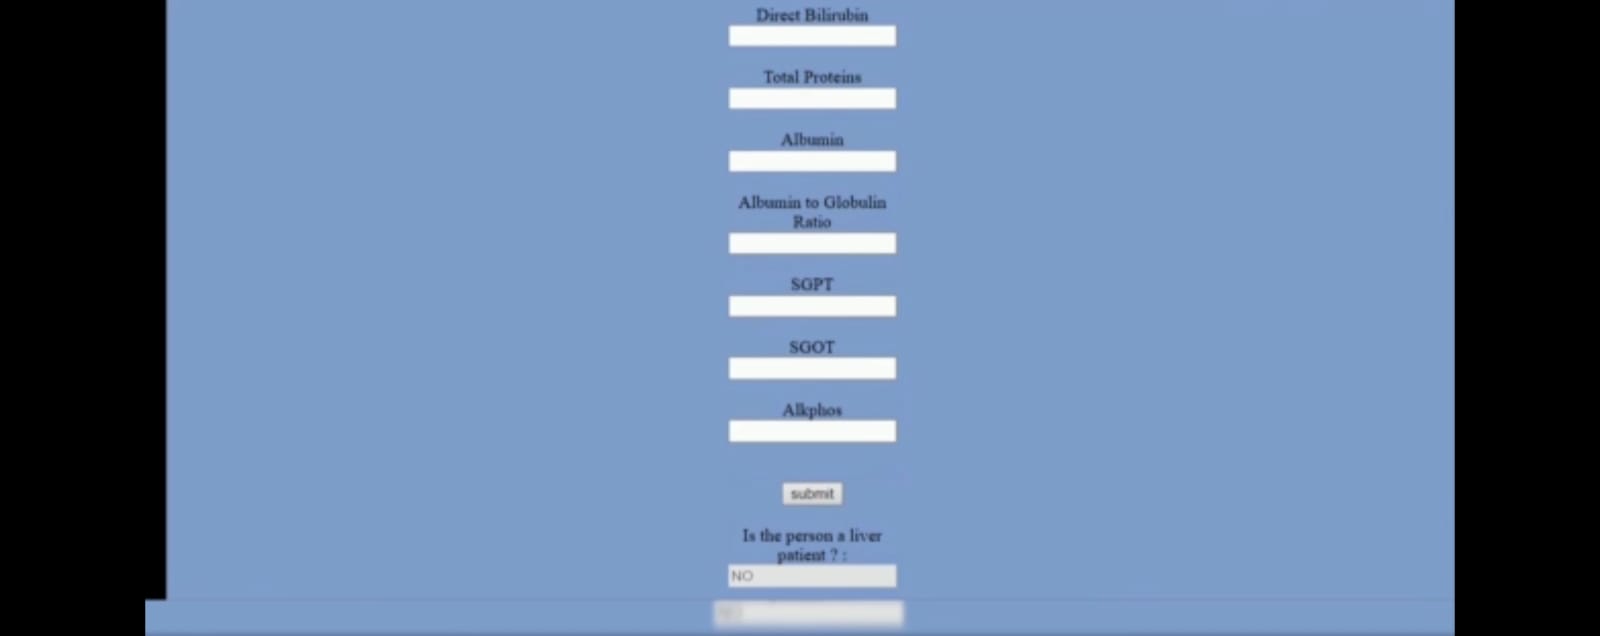 Direct Bilirubin
Total Proteins
Albumin
Albumin to Globulin
Ratio
SGPT
SGOT
Alkphos
submit
Is the person a liver
patient ? :
NO